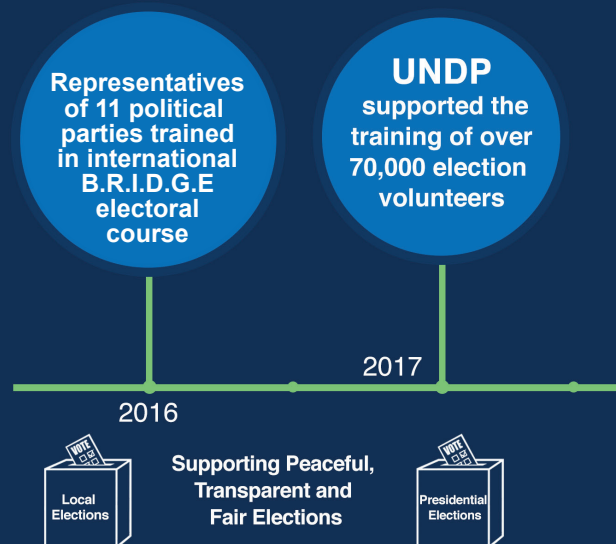 Representatives
of 11 political
parties trained
in international
B.R.I.D.G.E
electoral
course
UNDP
supported the
training of over
70,000 election
volunteers
2016
2017
VOTE
Local
Elections
Supporting Peaceful,
Transparent and
Fair Elections
VOTE
Presidential
Elections